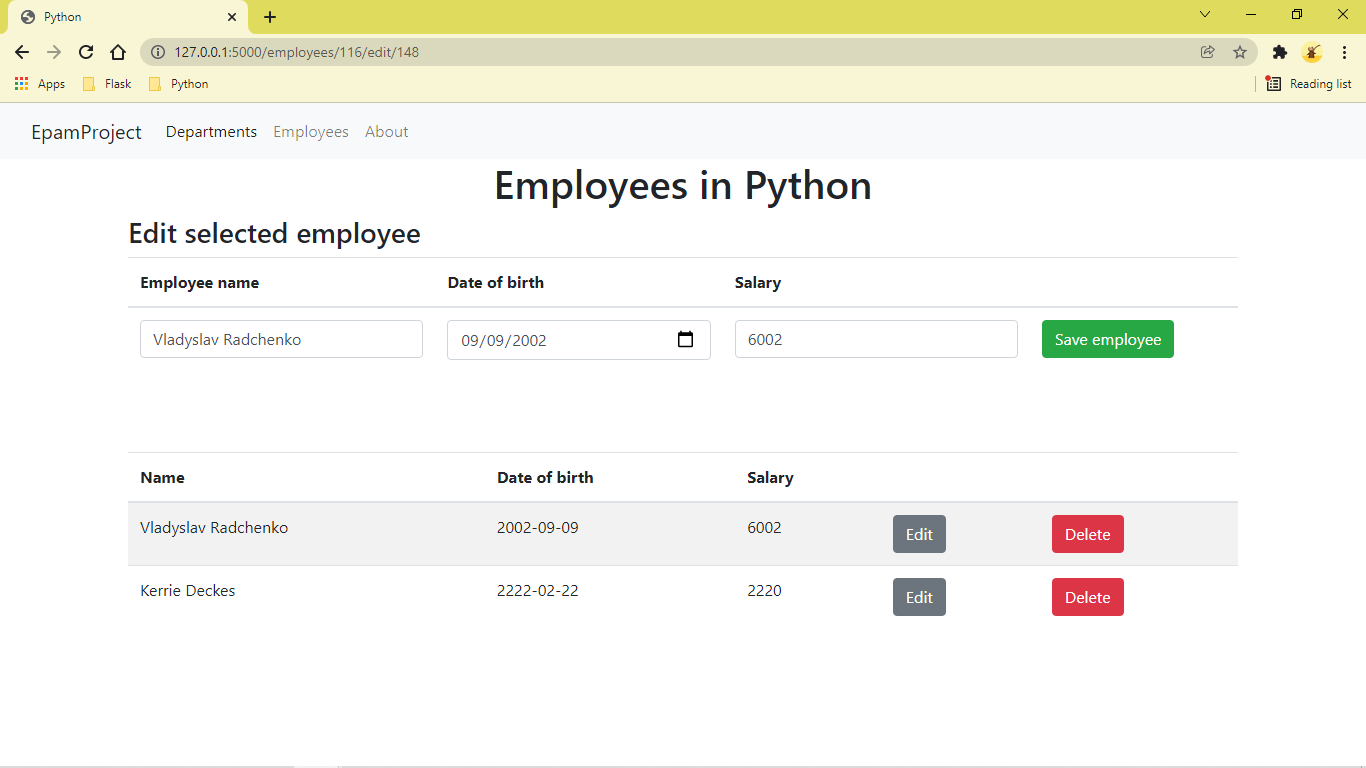 Python
127.0.0.1:5000/employees/116/edit/148
Apps Flask Python Reading list
EpamProject Departments Employees About
Employees in Python
Edit selected employee
Employee name Date of birth Salary
Vladyslav Radchenko 09/09/2002 6002 Save employee
Name Date of birth Salary
Vladyslav Radchenko 2002-09-09 6002 Edit Delete
Kerrie Deckes 2222-02-22 2220 Edit Delete